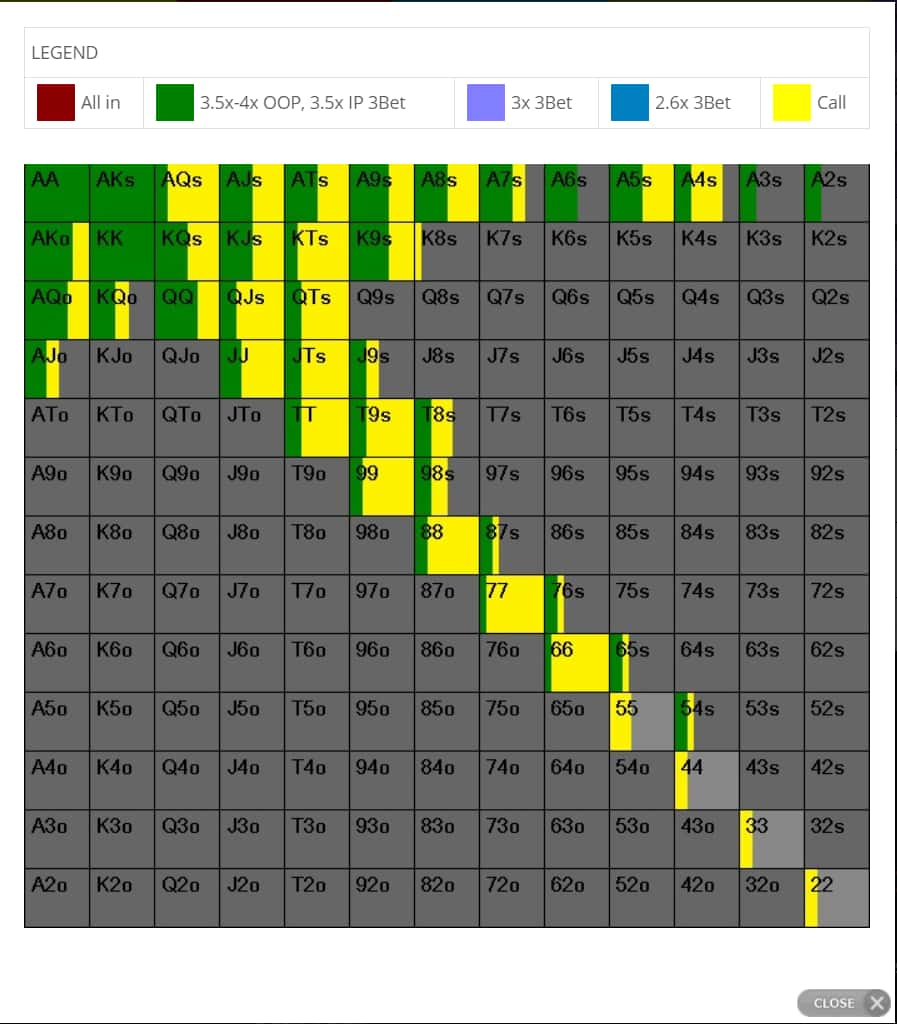 LEGEND
All in 3.5x-4x OOP, 3.5x IP 3Bet 3x 3Bet 2.6x 3Bet Call
AA AKs AQs AJs ATs A9s A8s A7s A6s A5s A4s A3s A2s
AKo KK KQs KJs KTs K9s K8s K7s K6s K5s K4s K3s K2s
AQo KQo QQ QJs QTs Q9s Q8s Q7s Q6s Q5s Q4s Q3s Q2s
AJo KJo QJo JJ JTs J9s J8s J7s J6s J5s J4s J3s J2s
ATo KTo QTo JTo TT T9s T8s T7s T6s T5s T4s T3s T2s
A9o K9o Q9o J9o T9o 99 98s 97s 96s 95s 94s 93s 92s
A8o K8o Q8o J8o T8o 98o 88 87s 86s 85s 84s 83s 82s
A7o K7o Q7o J7o T7o 97o 87o 77 76s 75s 74s 73s 72s
A6o K6o Q6o J6o T6o 96o 86o 76o 66 65s 64s 63s 62s
A5o K5o Q5o J5o T5o 95o 85o 75o 65o 55 54s 53s 52s
A4o K4o Q4o J4o T4o 94o 84o 74o 64o 54o 44 43s 42s
A3o K3o Q3o J3o T3o 93o 83o 73o 63o 53o 43o 33 32s
A2o K2o Q2o J2o T2o 92o 82o 72o 62o 52o 42o 32o 22
CLOSE